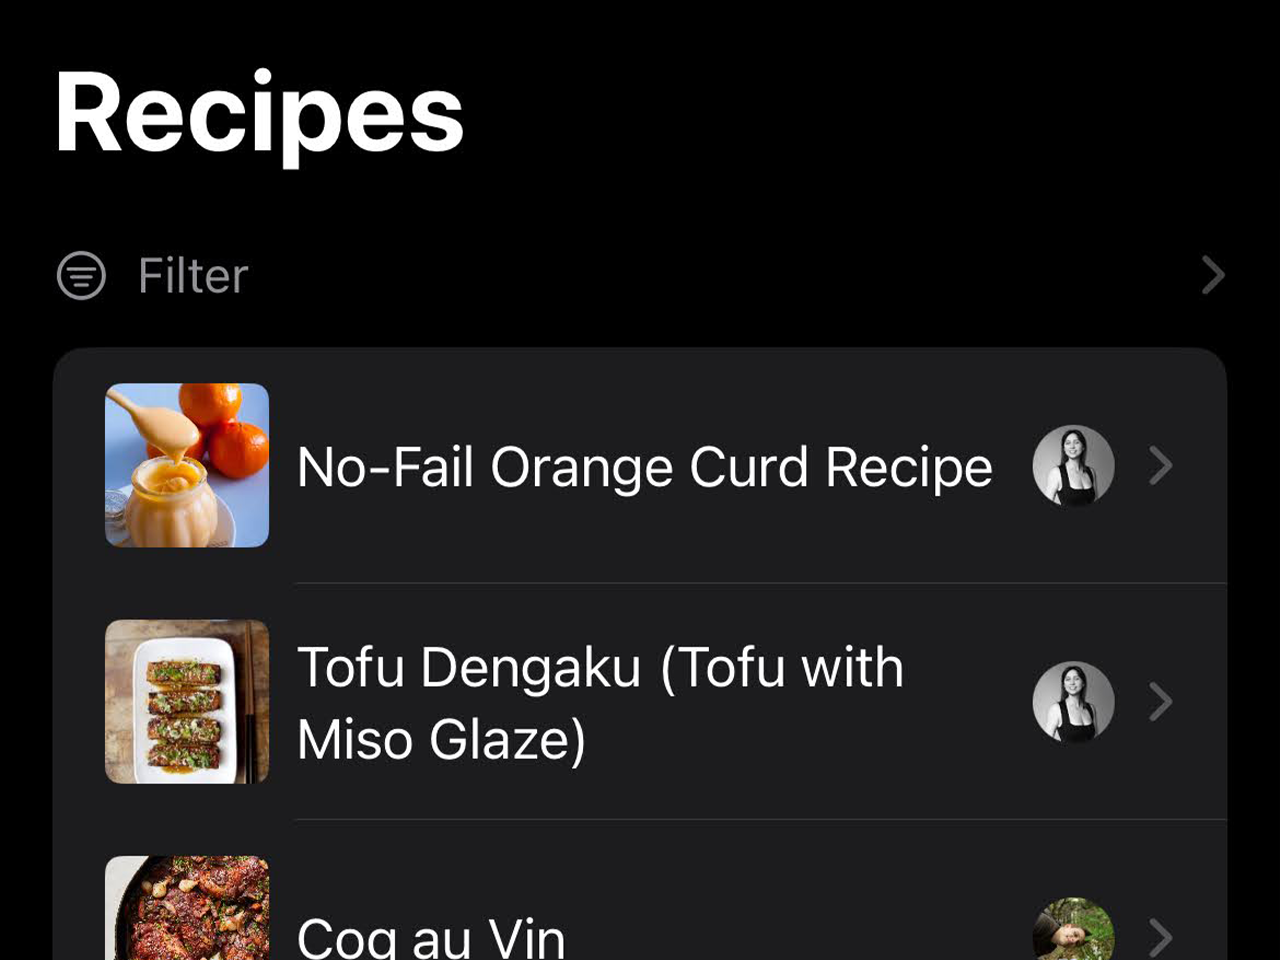 Recipes
Filter
No-Fail Orange Curd Recipe
Tofu Dengaku (Tofu with
Miso Glaze)
Coq au Vin